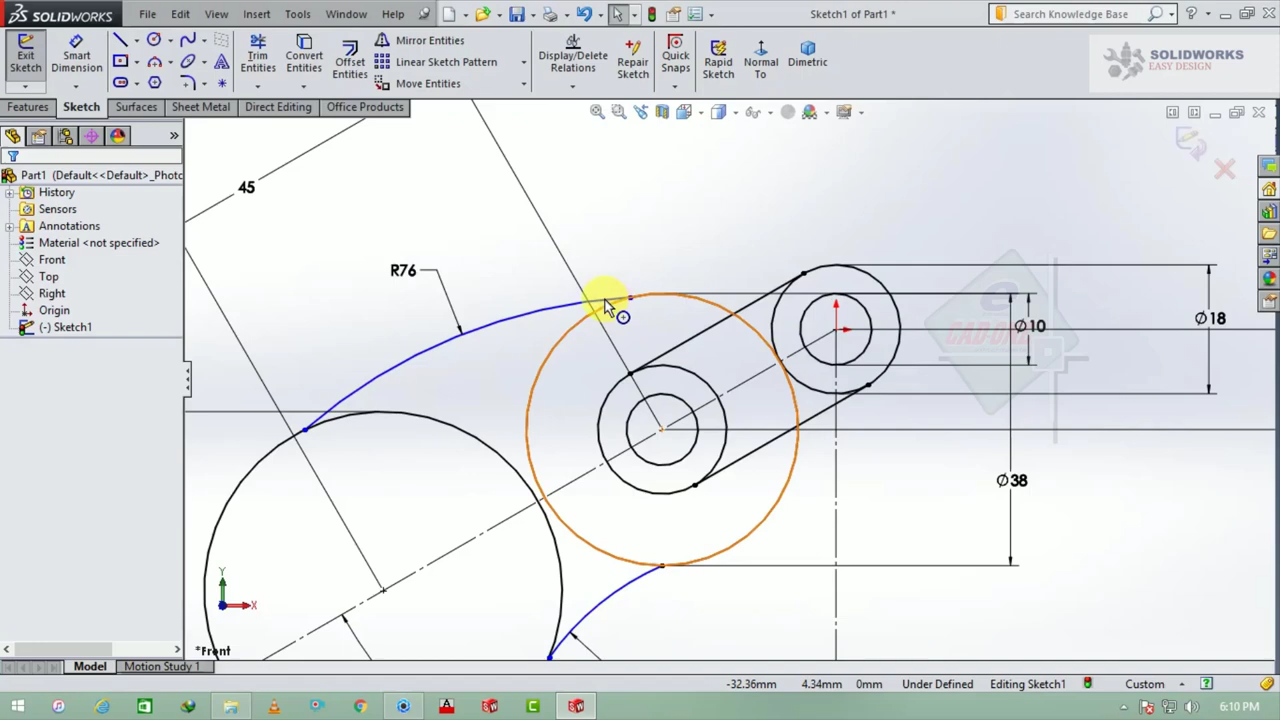 SOLIDWORKS File Edit View Insert Tools Window Help Sketch1 of Part1 * Search Knowledge Base
Exit Sketch
Smart Dimension
Trim Entities
Convert Entities
Offset Entities
Mirror Entities
Linear Sketch Pattern
Move Entities
Display/Delete Relations
Repair Sketch
Quick Snaps
Rapid Sketch
Normal To
Dimetric
SOLIDWORKS
EASY DESIGN
Features Sketch Surfaces Sheet Metal Direct Editing Office Products
Part1 (Default<<Default>_Photo
History
Sensors
Annotations
Material <not specified>
Front
Top
Right
Origin
(-) Sketch1
45
R76
Ø10
Ø18
Ø38
Y
X
*Front
Model Motion Study 1
-32.36mm 4.34mm 0mm Under Defined Editing Sketch1 Custom
6:10 PM